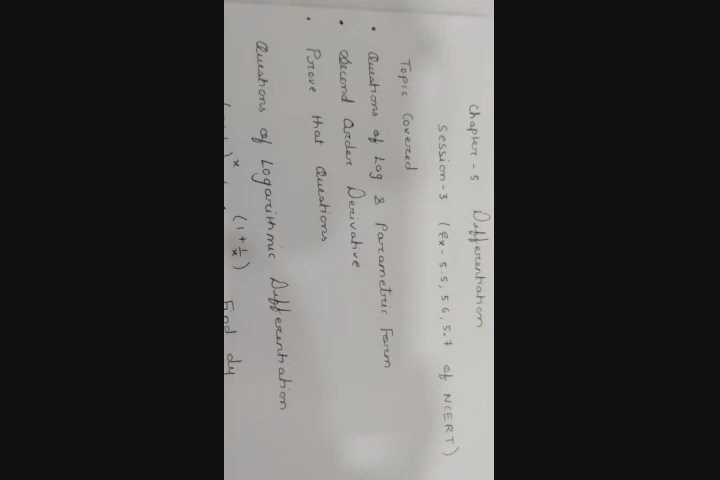 Chapter - 5 Differentiation
Session-3 (Ex- 5.5, 5.6, 5.7 of NCERT)
Topic Covered
• Questions of Log & Parametric Form
• Second Order Derivative
• Prove that Questions
Questions of Logarithmic Differentiation
x (1 + 1/x) Find dy